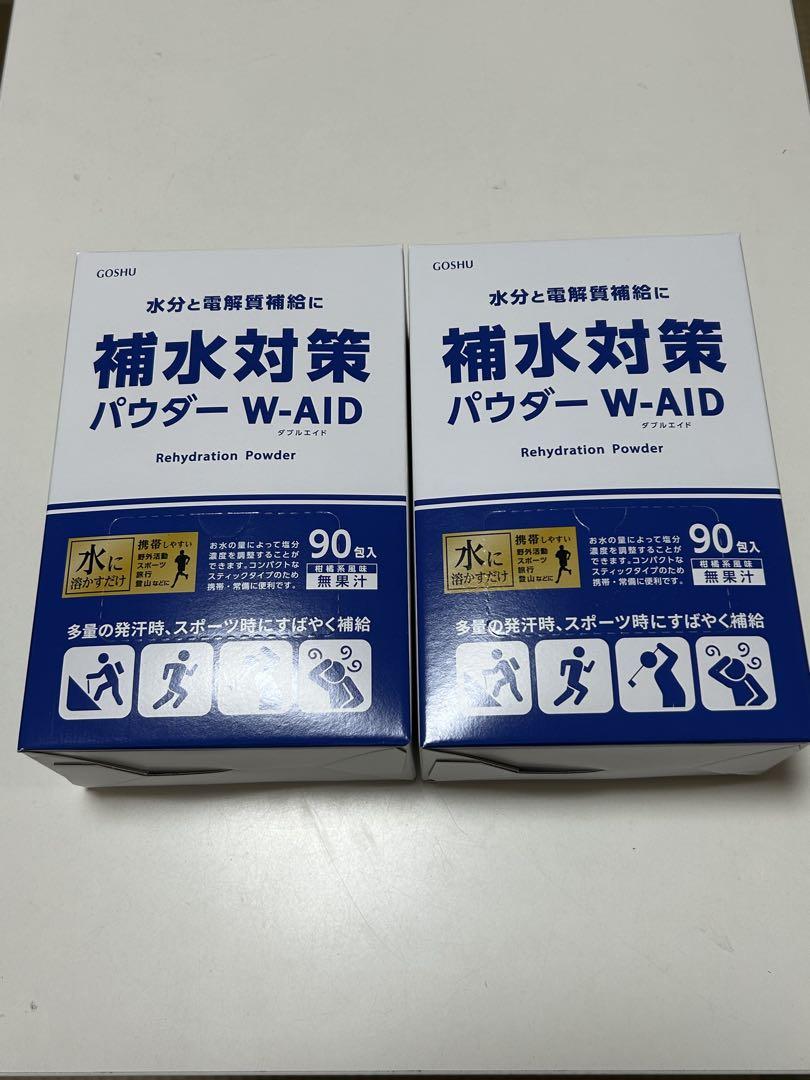 GOSHU
水分と電解質補給に
補水対策
パウダー W-AID
ダブルエイド
Rehydration Powder
水に
溶かすだけ
携帯しやすい
野外活動
スポーツ
旅行
登山などに
お水の量によって塩分
濃度を調整することが
できます。コンパクトな
スティックタイプのため
携帯・常備に便利です。
90包入
柑橘系風味
無果汁
多量の発汗時、スポーツ時にすばやく補給
GOSHU
水分と電解質補給に
補水対策
パウダー W-AID
ダブルエイド
Rehydration Powder
水に
溶かすだけ
携帯しやすい
野外活動
スポーツ
旅行
登山などに
お水の量によって塩分
濃度を調整することが
できます。コンパクトな
スティックタイプのため
携帯・常備に便利です。
90包入
柑橘系風味
無果汁
多量の発汗時、スポーツ時にすばやく補給